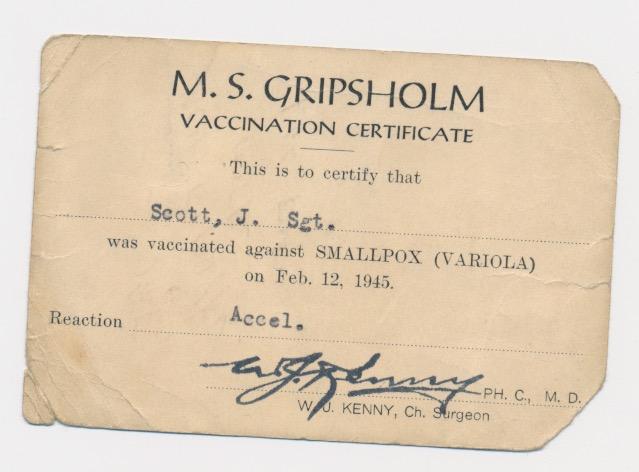 M. S. GRIPSHOLM
VACCINATION CERTIFICATE
This is to certify that
Scott, J. Sgt.
was vaccinated against SMALLPOX (VARIOLA)
on Feb. 12, 1945.
Reaction Accel.
W. J. Kenny PH. C., M. D.
W. J. KENNY, Ch. Surgeon